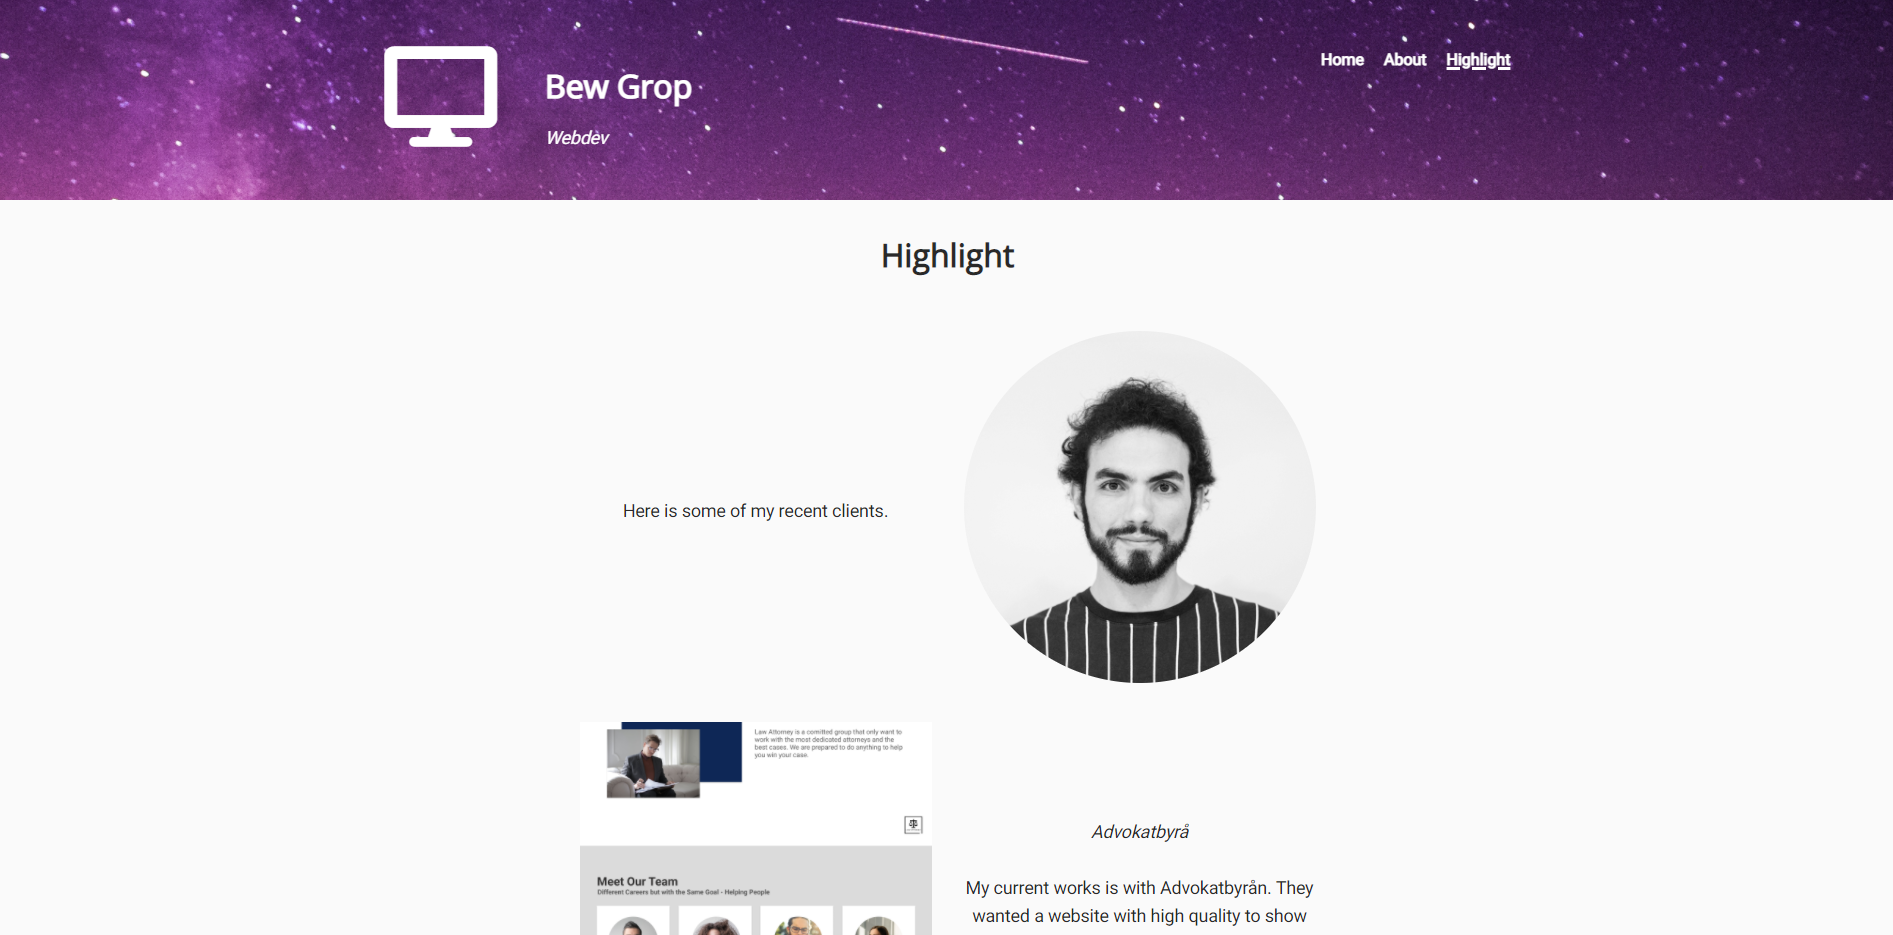 Bew Grop
Webdev
Home About Highlight
Highlight
Here is some of my recent clients.
Law Attorney is a comitted group that only want to
work with the most dedicated attorneys and the
best cases. We are prepared to do anything to help
you win your case.
Meet Our Team
Different Careers but with the Same Goal - Helping People
Advokatbyrå
My current works is with Advokatbyrån. They
wanted a website with high quality to show